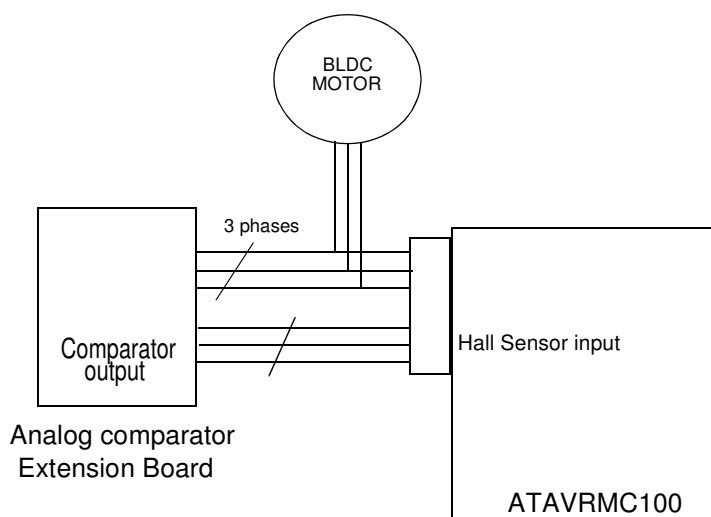 BLDC
MOTOR
3 phases
Comparator
output
Hall Sensor input
Analog comparator
Extension Board
ATAVRMC100